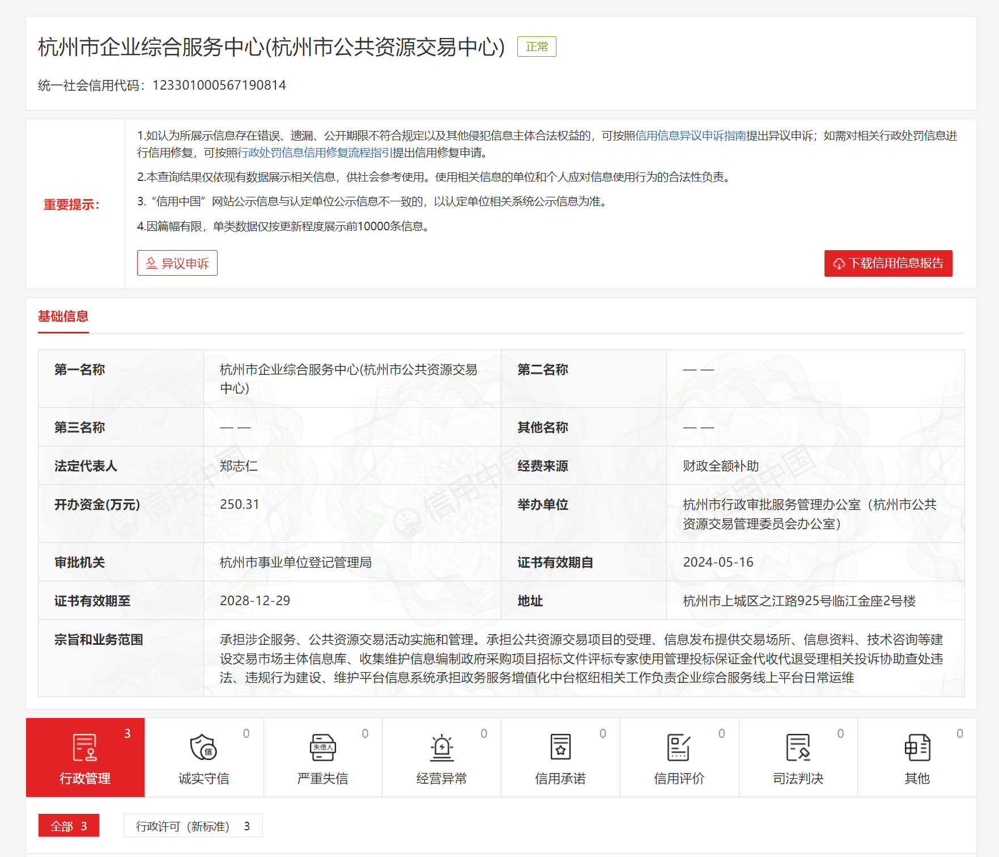 杭州市企业综合服务中心(杭州市公共资源交易中心) 正常
统一社会信用代码：123301000567190814
重要提示：
1.如认为所展示信息存在错误、遗漏、公开期限不符合规定以及其他侵犯信息主体合法权益的，可按照信用信息异议申诉指南提出异议申诉；如需对相关行政处罚信息进
行信用修复，可按照行政处罚信息信用修复流程指引提出信用修复申请。
2.本查询结果仅依现有数据展示相关信息，供社会参考使用。使用相关信息的单位和个人应对信息使用行为的合法性负责。
3.“信用中国”网站公示信息与认定单位公示信息不一致的，以认定单位相关系统公示信息为准。
4.因篇幅有限，单类数据仅按更新程度展示前10000条信息。
异议申诉 下载信用信息报告
基础信息
第一名称 杭州市企业综合服务中心(杭州市公共资源交易
中心)
第二名称 — —
第三名称 — —
其他名称 — —
法定代表人 郑志仁
经费来源 财政全额补助
开办资金(万元) 250.31
举办单位 杭州市行政审批服务管理办公室（杭州市公共
资源交易管理委员会办公室）
审批机关 杭州市事业单位登记管理局
证书有效期自 2024-05-16
证书有效期至 2028-12-29
地址 杭州市上城区之江路925号临江金座2号楼
宗旨和业务范围 承担涉企服务、公共资源交易活动实施和管理。承担公共资源交易项目的受理、信息发布提供交易场所、信息资料、技术咨询等建
设交易市场主体信息库、收集维护信息编制政府采购项目招标文件评标专家使用管理投标保证金代收代退受理相关投诉协助查处违
法、违规行为建设、维护平台信息系统承担政务服务增值化中台枢纽相关工作负责企业综合服务线上平台日常运维
信用中国 信用中国 信用中国
3 0 0 0 0 0 0 0
信 失信人
行政管理 诚实守信 严重失信 经营异常 信用承诺 信用评价 司法判决 其他
全部 3 行政许可（新标准） 3